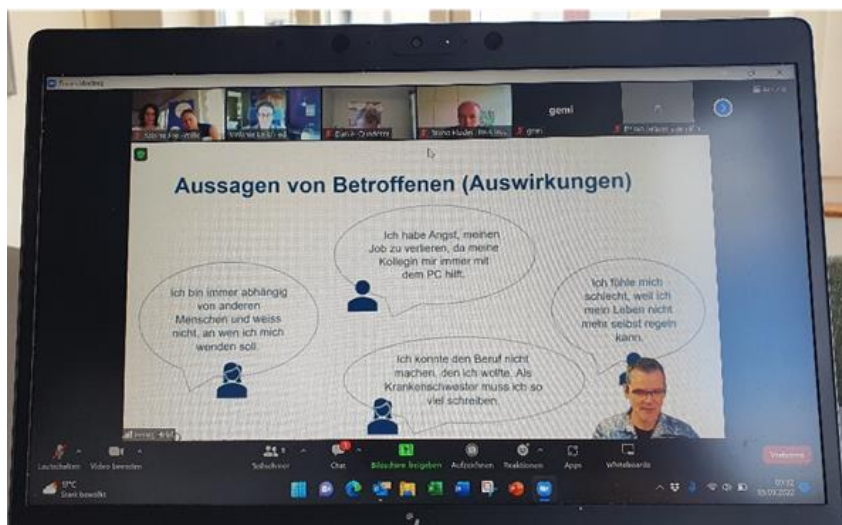 gemi
gemi
Aussagen von Betroffenen (Auswirkungen)
Ich habe Angst, meinen
Job zu verlieren, da meine
Kollegin mir immer mit
dem PC hilft.
Ich bin immer abhängig
von anderen
Menschen und weiss
nicht, an wen ich mich
wenden soll.
Ich fühle mich
schlecht, weil ich
mein Leben nicht
mehr selbst regeln
kann.
Ich konnte den Beruf nicht
machen, den ich wollte. Als
Krankenschwester muss ich so
viel schreiben.
Lautschalten
Video beenden
Teilnehmer
Chat
Bildschirm freigeben
Aufzeichnen
Reaktionen
Apps
Whiteboards
Verlassen
Stark bewölkt